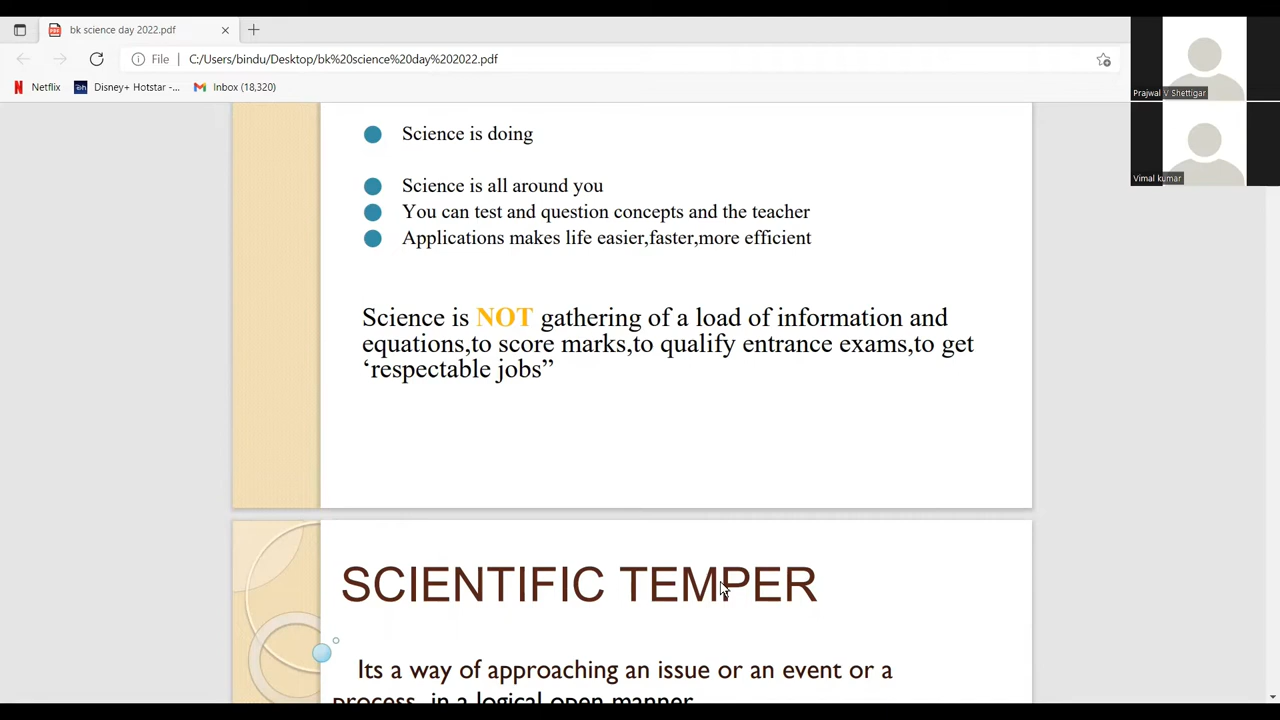 bk science day 2022.pdf
File
C:/Users/bindu/Desktop/bk%20science%20day%202022.pdf
Netflix
Disney+ Hotstar -...
Inbox (18,320)
Prajwal V Shettigar
Vimal kumar
Science is doing
Science is all around you
You can test and question concepts and the teacher
Applications makes life easier,faster,more efficient
Science is NOT gathering of a load of information and
equations,to score marks,to qualify entrance exams,to get
‘respectable jobs”
SCIENTIFIC TEMPER
Its a way of approaching an issue or an event or a
process, in a logical open manner